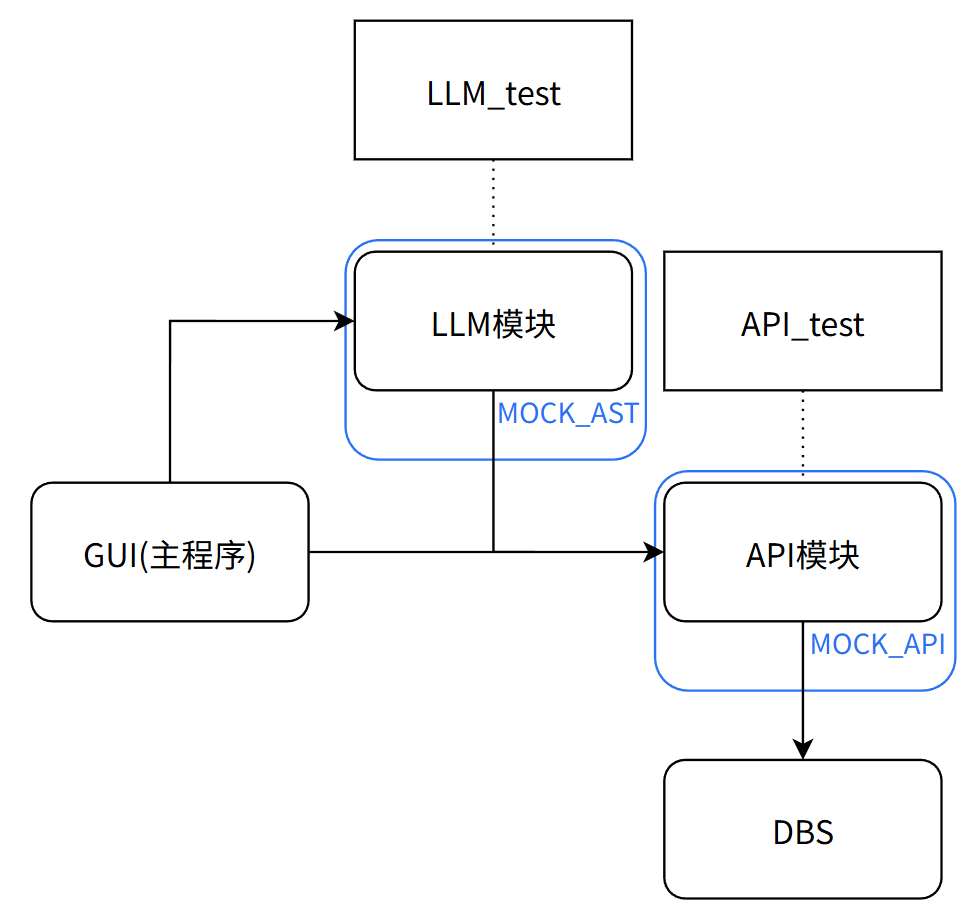 LLM_test
LLM模块
API_test
MOCK_AST
GUI(主程序)
API模块
MOCK_API
DBS